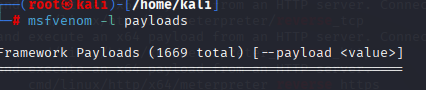 (root㉿kali)-[/home/kali]
# msfvenom -l payloads
Framework Payloads (1669 total) [--payload <value>]